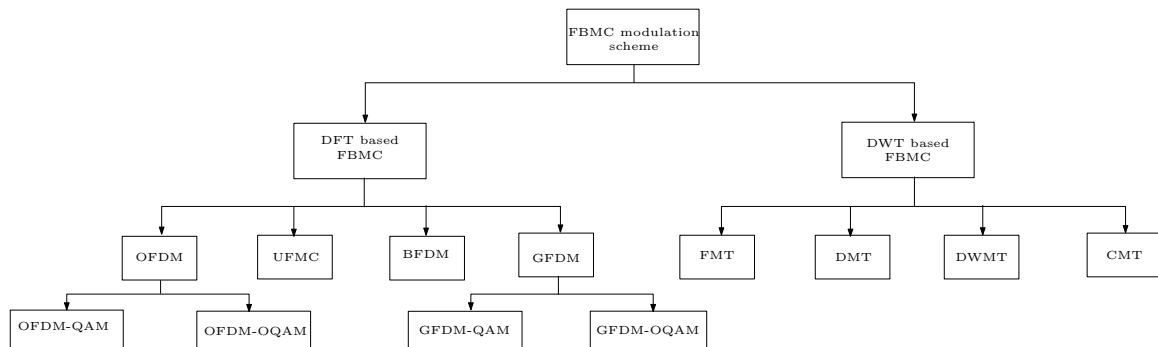 FBMC modulation
scheme
DFT based
FBMC
DWT based
FBMC
OFDM
UFMC
BFDM
GFDM
FMT
DMT
DWMT
CMT
OFDM-QAM
OFDM-OQAM
GFDM-QAM
GFDM-OQAM